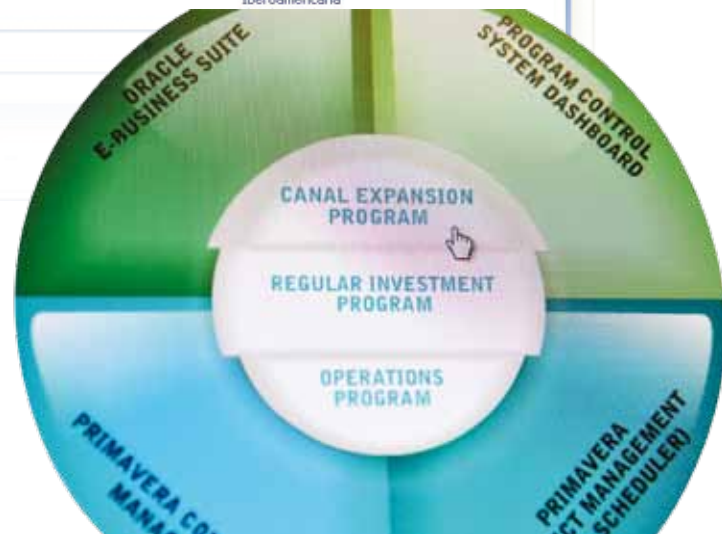 Iberoamericana
ORACLE
E-BUSINESS SUITE
PROGRAM CONTROL
SYSTEM DASHBOARD
CANAL EXPANSION
PROGRAM
REGULAR INVESTMENT
PROGRAM
OPERATIONS
PROGRAM
PRIMAVERA
MANAGEMENT
SCHEDULER)
PRIMAVERA